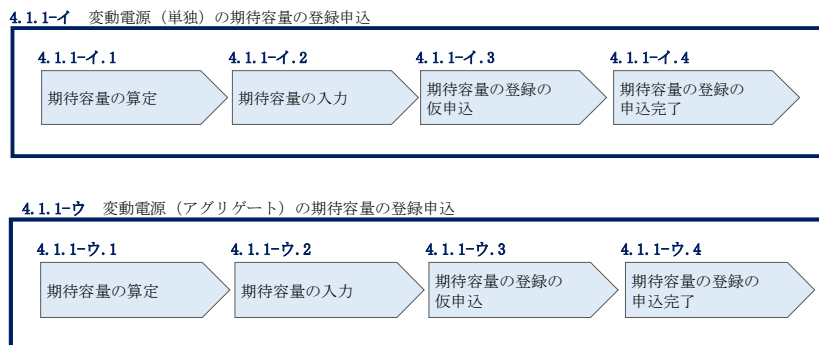 4.1.1-イ 変動電源（単独）の期待容量の登録申込
4.1.1-イ.1 4.1.1-イ.2 4.1.1-イ.3 4.1.1-イ.4
期待容量の算定
期待容量の入力
期待容量の登録の
仮申込
期待容量の登録の
申込完了
4.1.1-ウ 変動電源（アグリゲート）の期待容量の登録申込
4.1.1-ウ.1 4.1.1-ウ.2 4.1.1-ウ.3 4.1.1-ウ.4
期待容量の算定
期待容量の入力
期待容量の登録の
仮申込
期待容量の登録の
申込完了